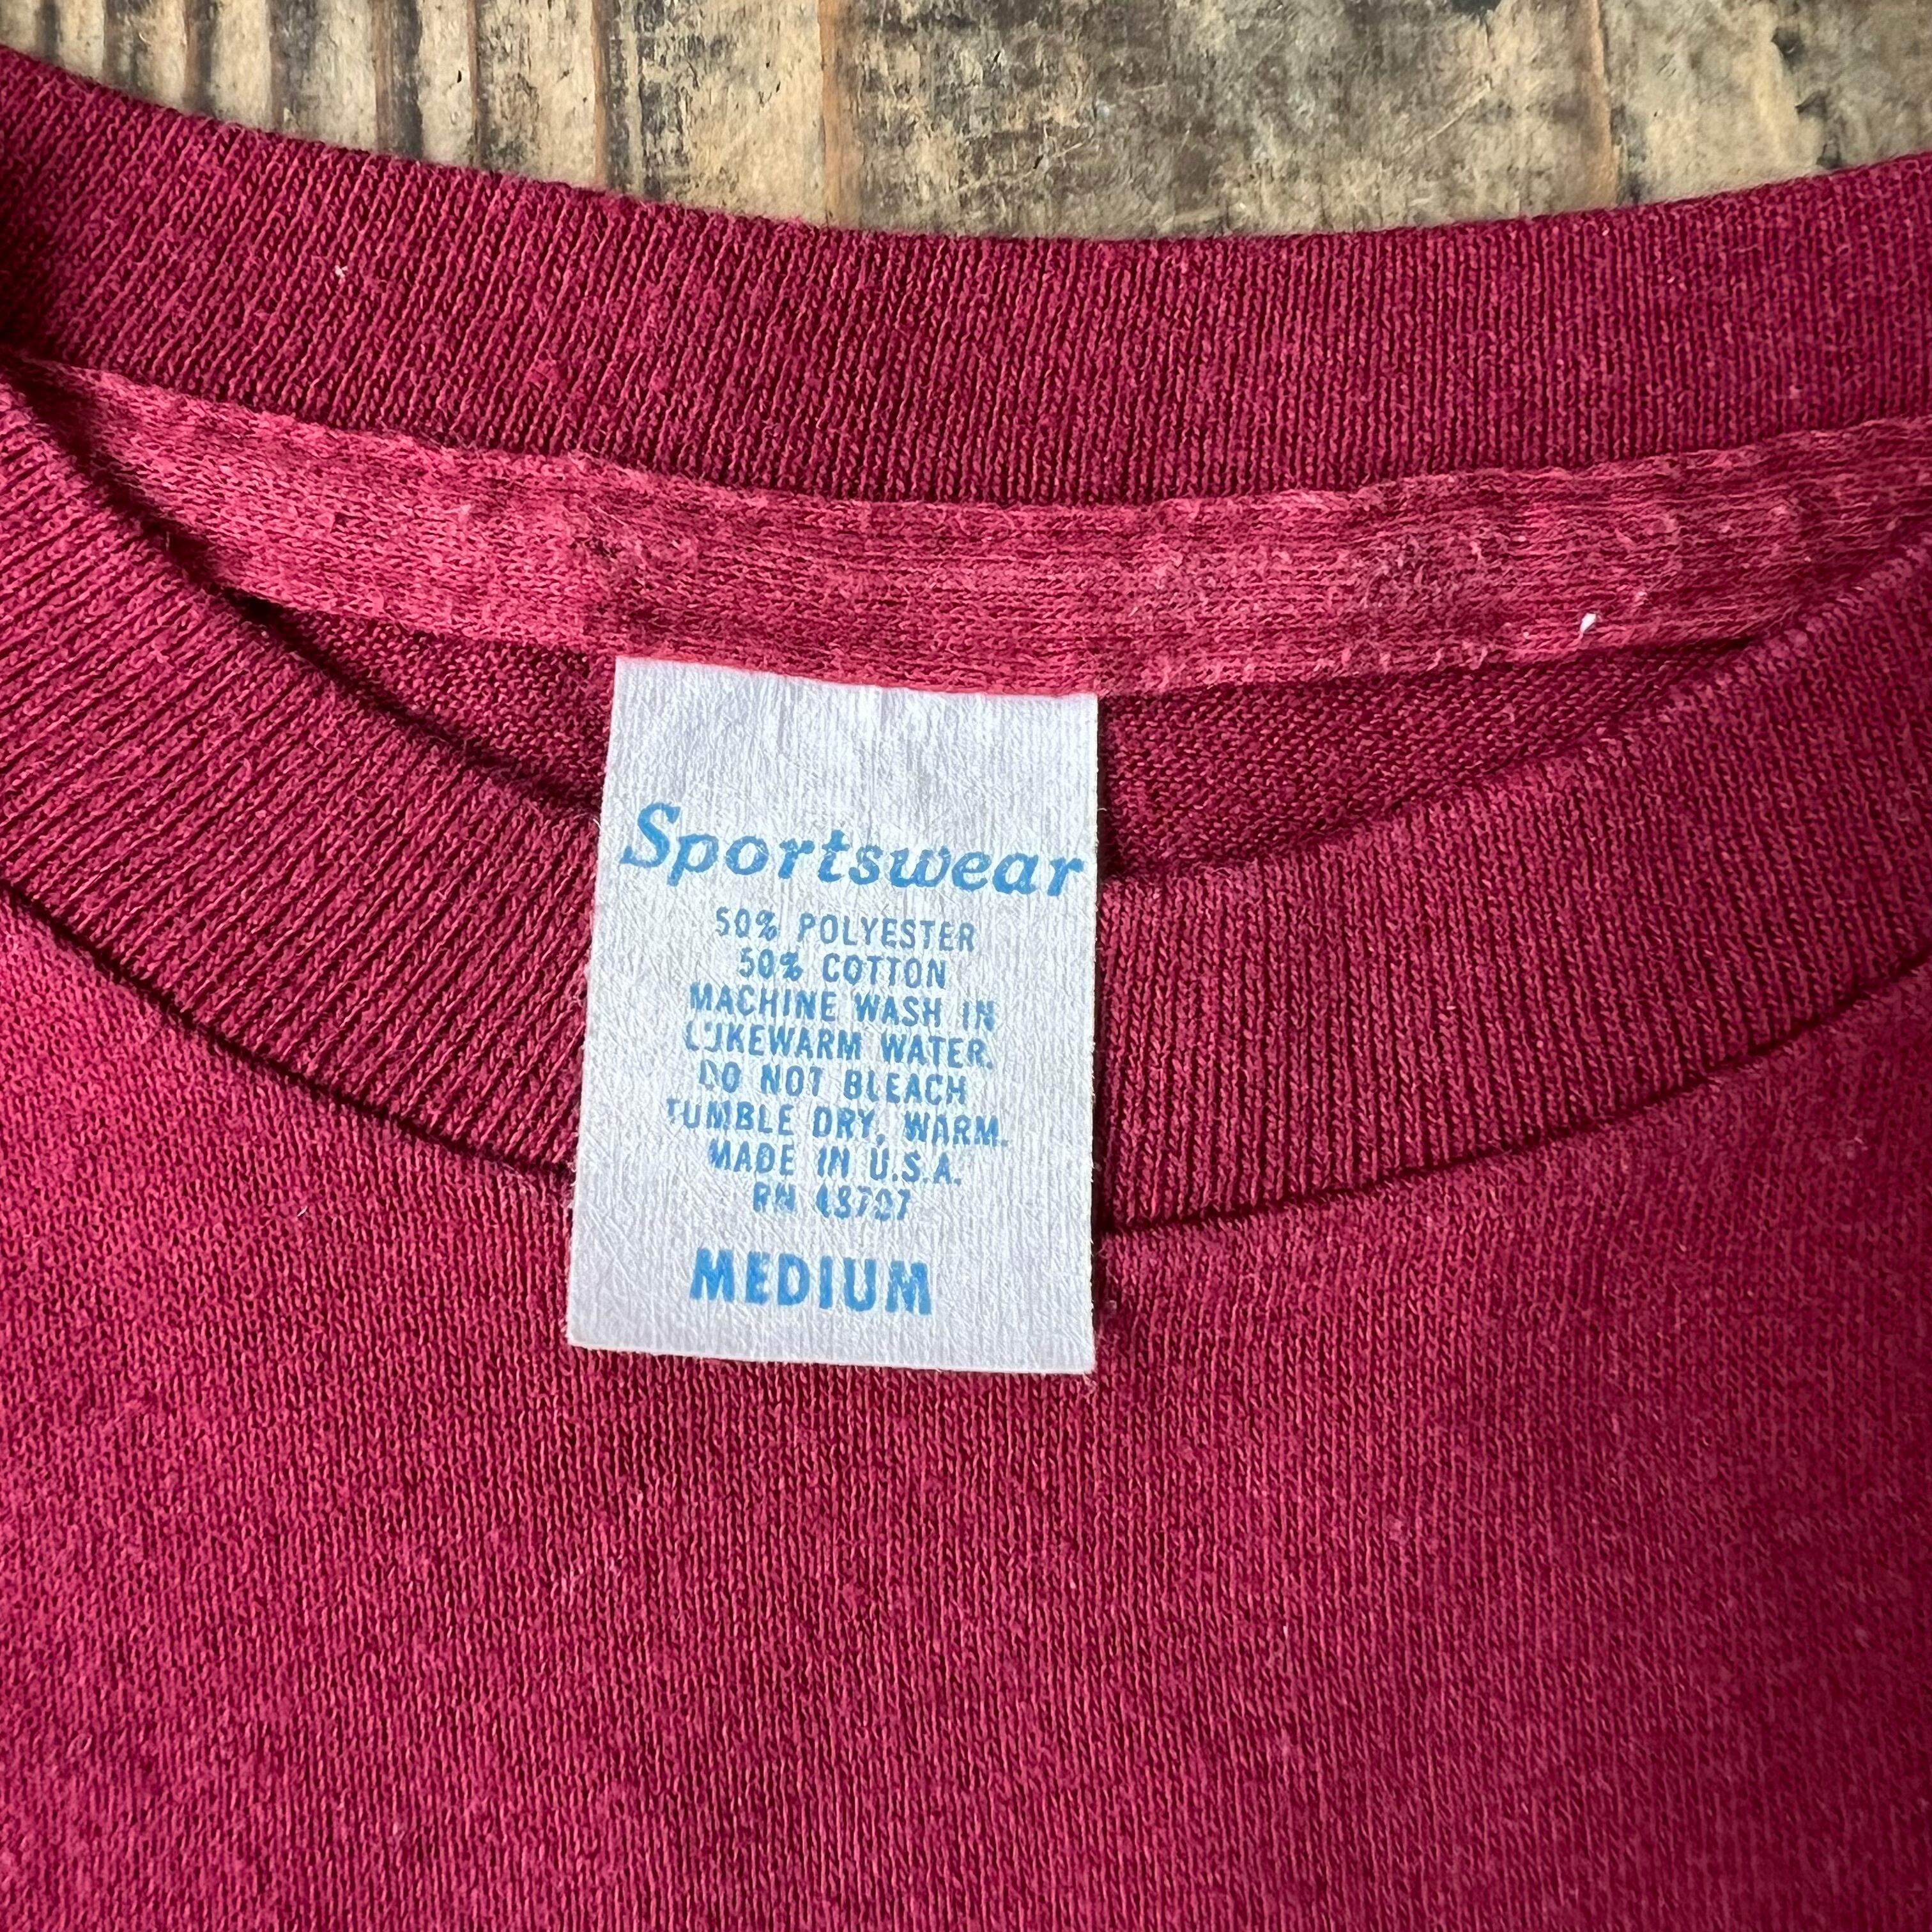 Sportswear
50% POLYESTER
50% COTTON
MACHINE WASH IN
LUKEWARM WATER.
DO NOT BLEACH
TUMBLE DRY, WARM.
MADE IN U.S.A.
RN
MEDIUM